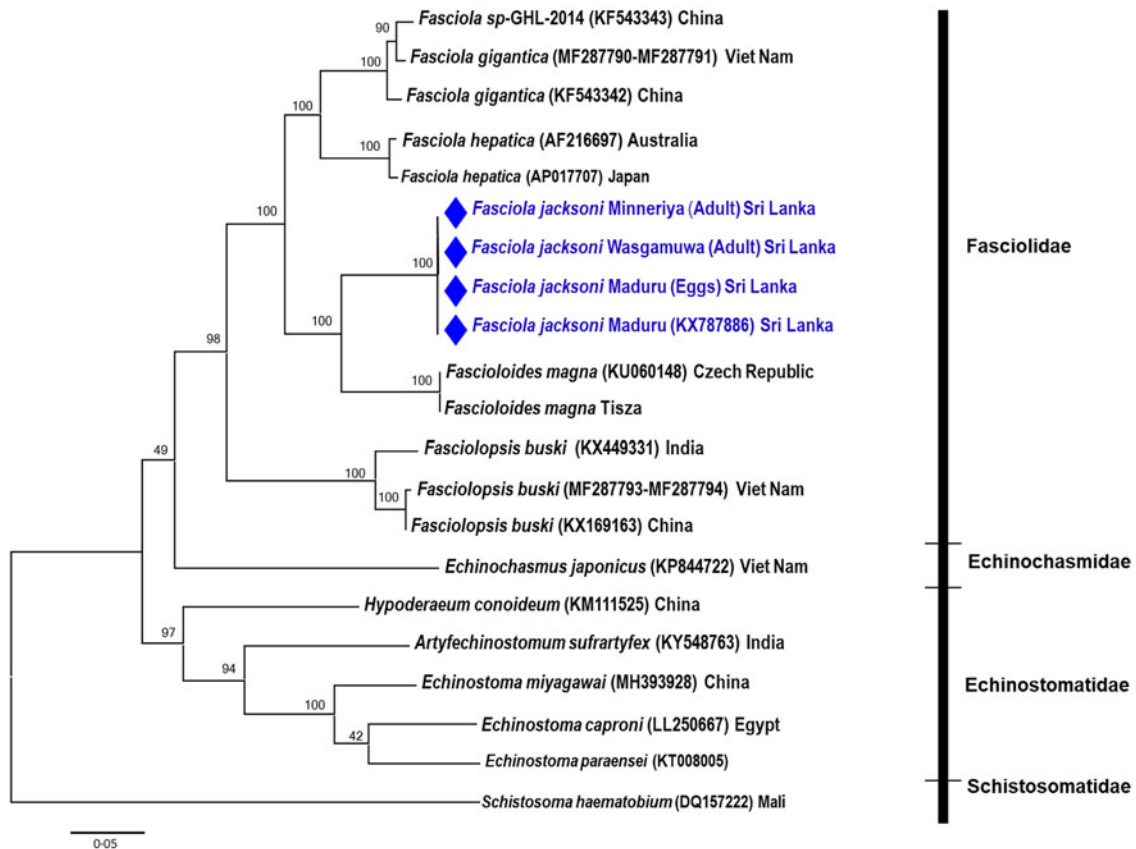 Fasciola sp-GHL-2014 (KF543343) China
90
Fasciola gigantica (MF287790-MF287791) Viet Nam
100
Fasciola gigantica (KF543342) China
100
Fasciola hepatica (AF216697) Australia
100
Fasciola hepatica (AP017707) Japan
Fasciola jacksoni Minneriya (Adult) Sri Lanka
100
Fasciola jacksoni Wasgamuwa (Adult) Sri Lanka
Fasciolidae
100
Fasciola jacksoni Maduru (Eggs) Sri Lanka
Fasciola jacksoni Maduru (KX787886) Sri Lanka
100
98
Fascioloides magna (KU060148) Czech Republic
100
Fascioloides magna Tisza
Fasciolopsis buski (KX449331) India
49
100
Fasciolopsis buski (MF287793-MF287794) Viet Nam
100
Fasciolopsis buski (KX169163) China
Echinochasmus japonicus (KP844722) Viet Nam
Echinochasmidae
Hypoderaeum conoideum (KM111525) China
97
Artyfechinostomum sufrartyfex (KY548763) India
94
Echinostoma miyagawai (MH393928) China
Echinostomatidae
100
Echinostoma caproni (LL250667) Egypt
42
Echinostoma paraensei (KT008005)
Schistosomatidae
Schistosoma haematobium (DQ157222) Mali
0·05